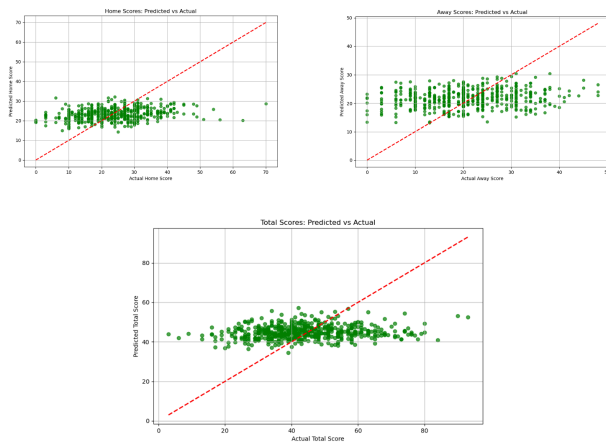 Home Scores: Predicted vs Actual
70
60
50
40
30
20
10
0
Predicted Home Score
0 10 20 30 40 50 60 70
Actual Home Score
Away Scores: Predicted vs Actual
50
40
30
20
10
0
Predicted Away Score
0 10 20 30 40
Actual Away Score
Total Scores: Predicted vs Actual
80
60
40
20
0
Predicted Total Score
20 40 60 80
Actual Total Score